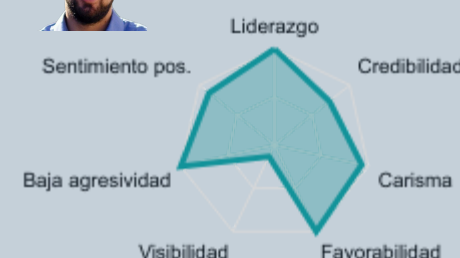 Liderazgo
Sentimiento pos.
Credibilidad
Baja agresividad
Carisma
Visibilidad
Favorabilidad